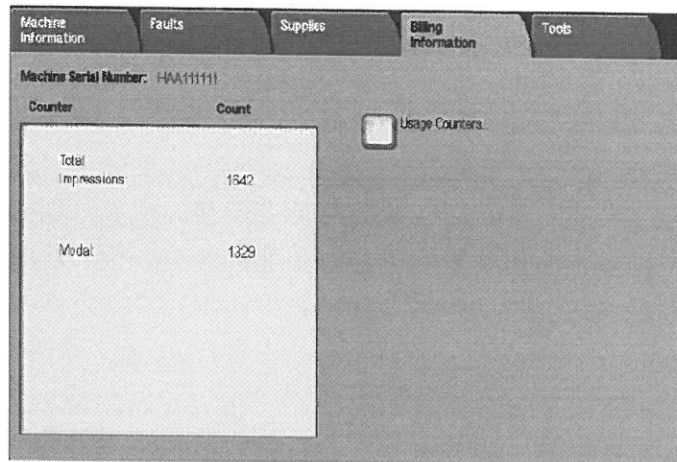 Machine
Information
Faults
Supplies
Billing
Information
Tools
Machine Serial Number: HAA111111
Counter Count
Usage Counters...
Total
Impressions 1642
Modal: 1329